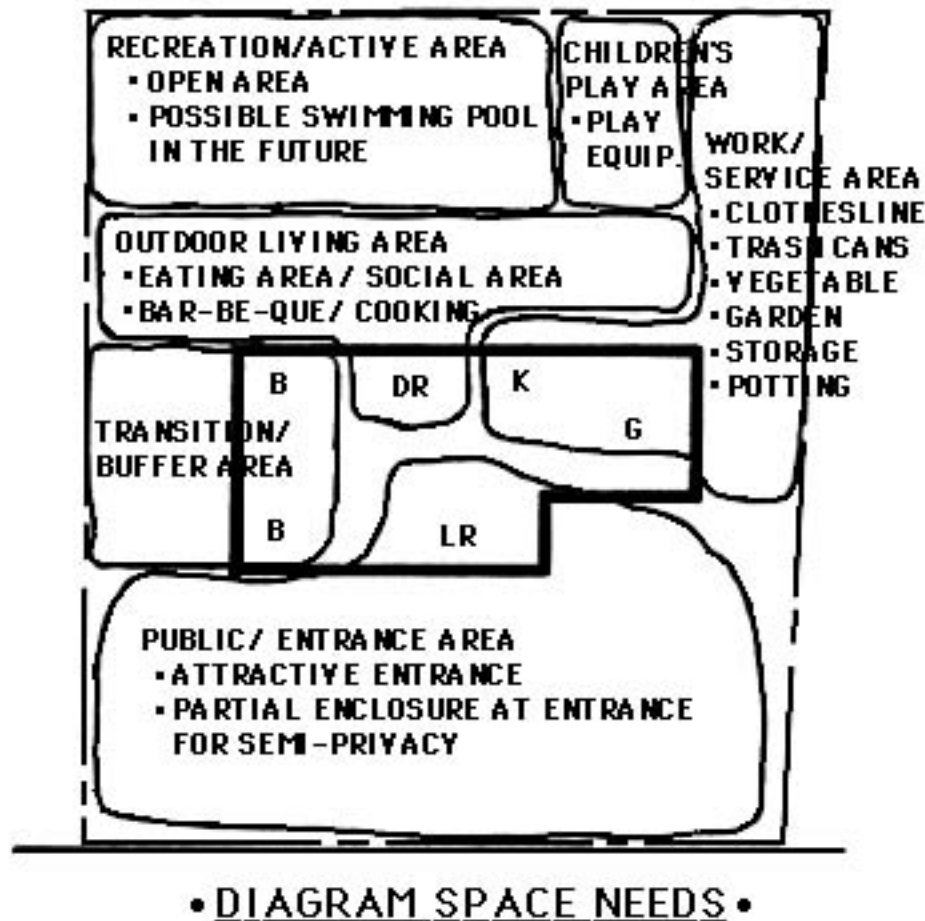 RECREATION/ACTIVE AREA
• OPEN AREA
• POSSIBLE SWIMMING POOL
IN THE FUTURE
CHILDREN'S
PLAY AREA
• PLAY
EQUIP.
WORK/
SERVICE AREA
• CLOTHESLINE
• TRASH CANS
• VEGETABLE
• GARDEN
• STORAGE
• POTTING
OUTDOOR LIVING AREA
• EATING AREA/ SOCIAL AREA
• BAR-BE-QUE/ COOKING
B
DR
K
G
TRANSITION/
BUFFER AREA
B
LR
PUBLIC/ ENTRANCE AREA
• ATTRACTIVE ENTRANCE
• PARTIAL ENCLOSURE AT ENTRANCE
FOR SEMI-PRIVACY
• DIAGRAM SPACE NEEDS •